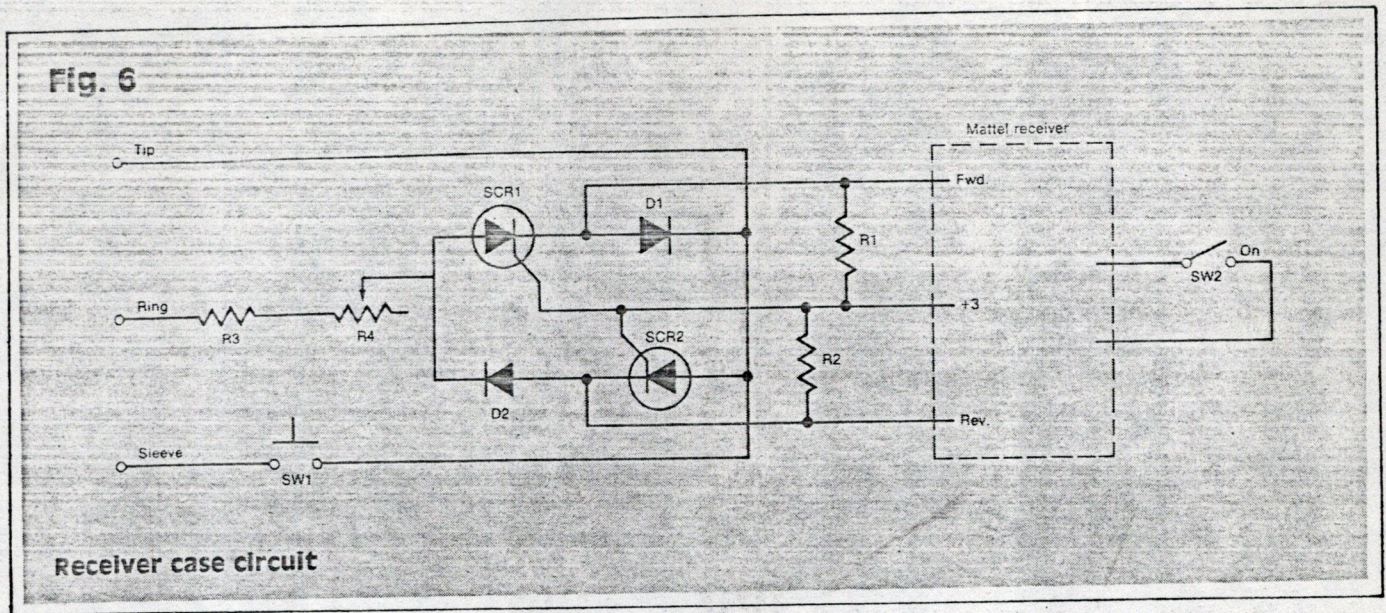 Fig. 6
Mattel receiver
Tip
SCR1
D1
Fwd.
R1
On
SW2
Ring
R3
R4
+3
SCR2
R2
D2
Rev.
Sleeve
SW1
Receiver case circuit